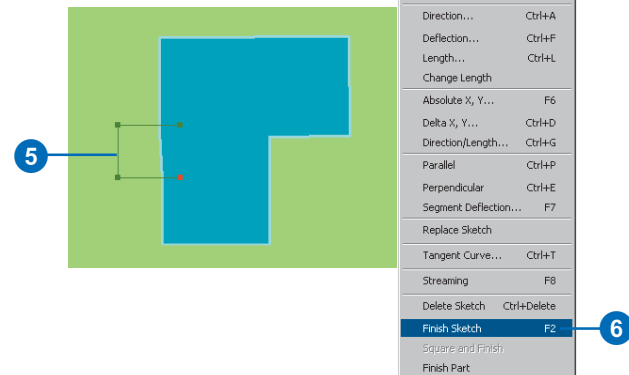 Direction... Ctrl+A
Deflection... Ctrl+F
Length... Ctrl+L
Change Length
Absolute X, Y... F6
Delta X, Y... Ctrl+D
Direction/Length... Ctrl+G
Parallel Ctrl+P
Perpendicular Ctrl+E
Segment Deflection... F7
Replace Sketch
Tangent Curve... Ctrl+T
Streaming F8
Delete Sketch Ctrl+Delete
Finish Sketch F2
Square and Finish
Finish Part
5
6